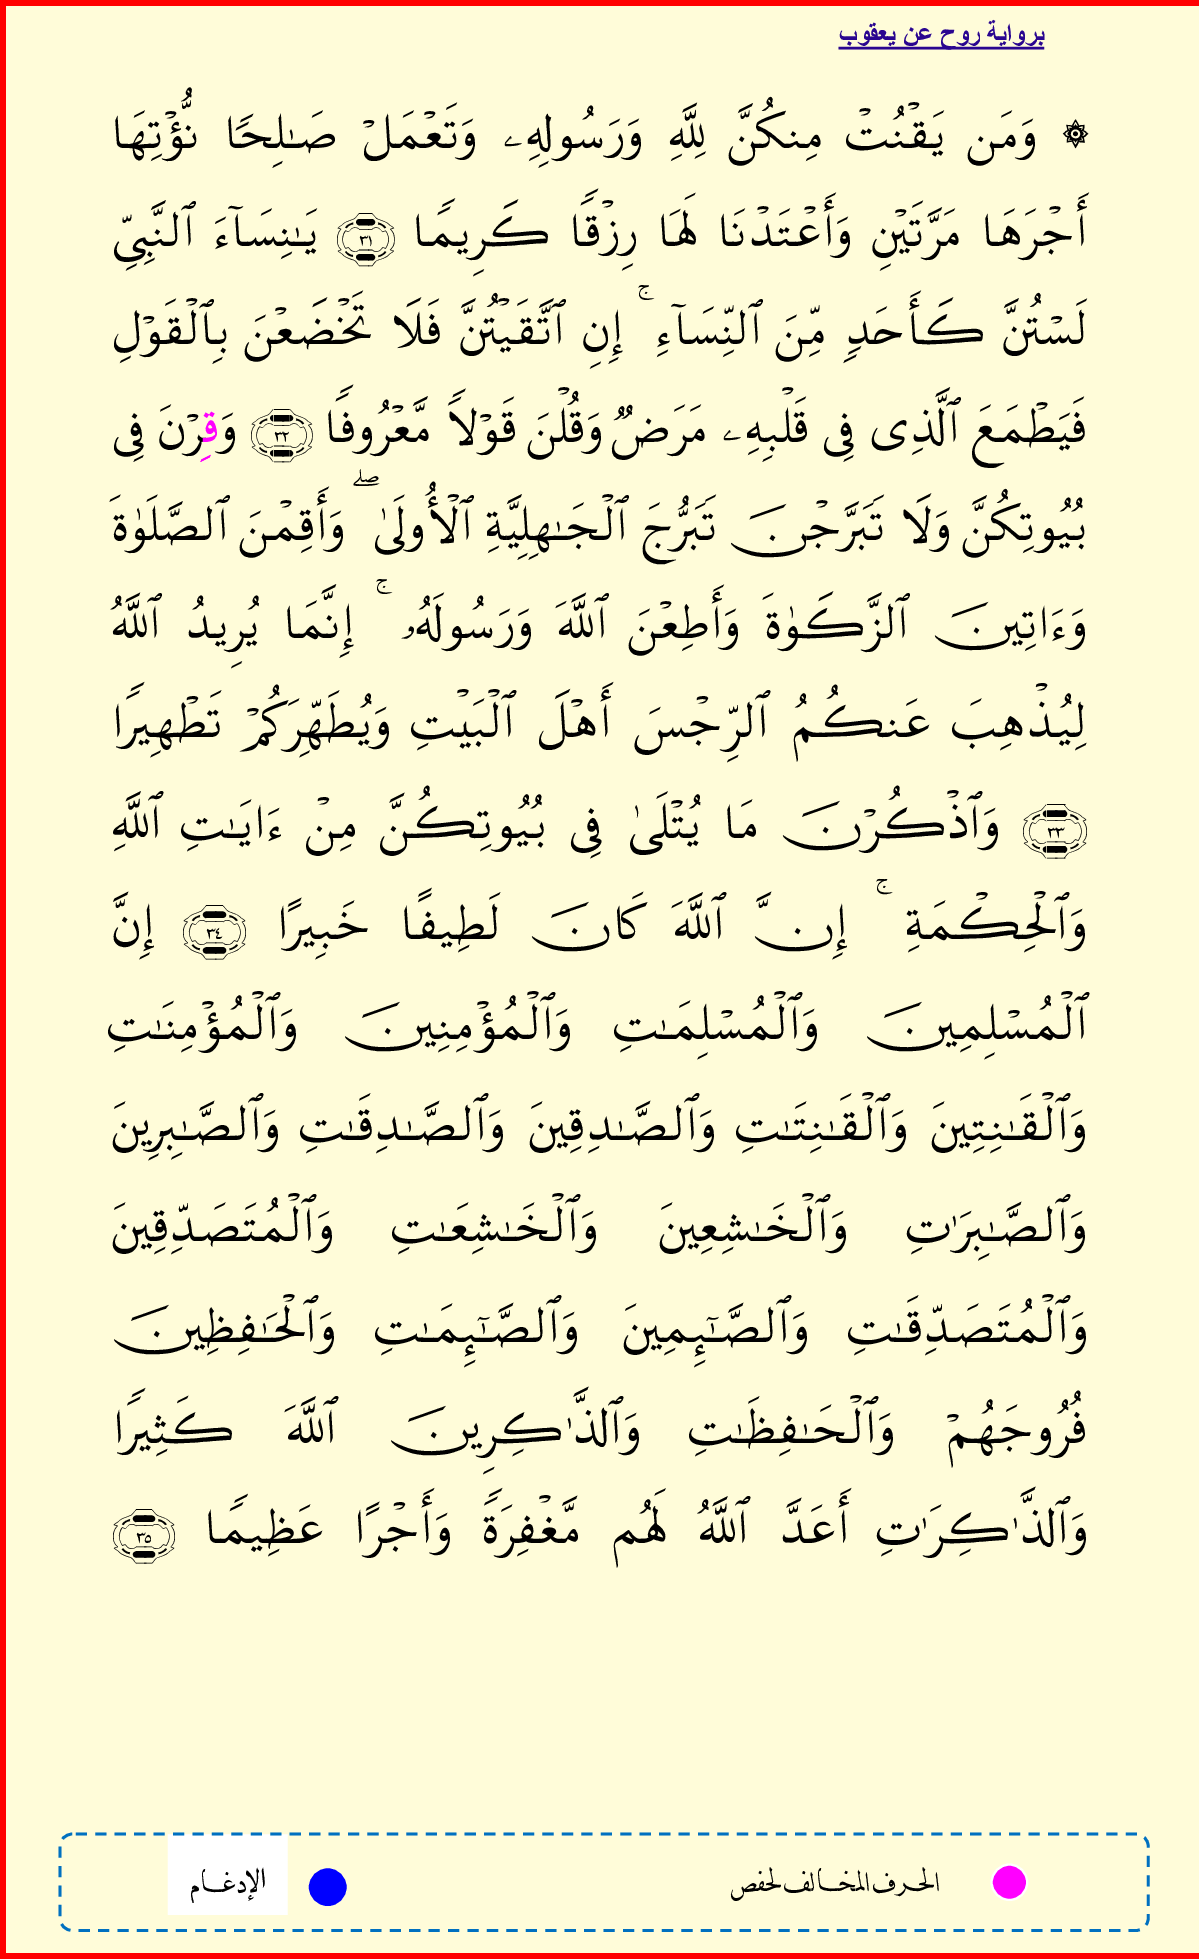 برواية روح عن يعقوب
۞ وَمَن يَقۡنُتۡ مِنكُنَّ لِلَّهِ وَرَسُولِهِۦ وَتَعۡمَلۡ صَٰلِحٗا نُّؤۡتِهَا
أَجۡرَهَا مَرَّتَيۡنِ وَأَعۡتَدۡنَا لَهَا رِزۡقٗا كَرِيمٗا ٣١ يَٰنِسَآءَ ٱلنَّبِيِّ
لَسۡتُنَّ كَأَحَدٖ مِّنَ ٱلنِّسَآءِۚ إِنِ ٱتَّقَيۡتُنَّ فَلَا تَخۡضَعۡنَ بِٱلۡقَوۡلِ
فَيَطۡمَعَ ٱلَّذِي فِي قَلۡبِهِۦ مَرَضٞ وَقُلۡنَ قَوۡلٗا مَّعۡرُوفٗا ٣٢ وَقِرۡنَ فِي
بُيُوتِكُنَّ وَلَا تَبَرَّجۡنَ تَبَرُّجَ ٱلۡجَٰهِلِيَّةِ ٱلۡأُولَىٰۖ وَأَقِمۡنَ ٱلصَّلَوٰةَ
وَءَاتِينَ ٱلزَّكَوٰةَ وَأَطِعۡنَ ٱللَّهَ وَرَسُولَهُۥۚ إِنَّمَا يُرِيدُ ٱللَّهُ
لِيُذۡهِبَ عَنكُمُ ٱلرِّجۡسَ أَهۡلَ ٱلۡبَيۡتِ وَيُطَهِّرَكُمۡ تَطۡهِيرٗا
٣٣ وَٱذۡكُرۡنَ مَا يُتۡلَىٰ فِي بُيُوتِكُنَّ مِنۡ ءَايَٰتِ ٱللَّهِ
وَٱلۡحِكۡمَةِۚ إِنَّ ٱللَّهَ كَانَ لَطِيفًا خَبِيرًا ٣٤ إِنَّ
ٱلۡمُسۡلِمِينَ وَٱلۡمُسۡلِمَٰتِ وَٱلۡمُؤۡمِنِينَ وَٱلۡمُؤۡمِنَٰتِ
وَٱلۡقَٰنِتِينَ وَٱلۡقَٰنِتَٰتِ وَٱلصَّٰدِقِينَ وَٱلصَّٰدِقَٰتِ وَٱلصَّٰبِرِينَ
وَٱلصَّٰبِرَٰتِ وَٱلۡخَٰشِعِينَ وَٱلۡخَٰشِعَٰتِ وَٱلۡمُتَصَدِّقِينَ
وَٱلۡمُتَصَدِّقَٰتِ وَٱلصَّٰٓئِمِينَ وَٱلصَّٰٓئِمَٰتِ وَٱلۡحَٰفِظِينَ
فُرُوجَهُمۡ وَٱلۡحَٰفِظَٰتِ وَٱلذَّٰكِرِينَ ٱللَّهَ كَثِيرٗا
وَٱلذَّٰكِرَٰتِ أَعَدَّ ٱللَّهُ لَهُم مَّغۡفِرَةٗ وَأَجۡرًا عَظِيمٗا ٣٥
الحرف المخالف لحفص
الإدغام